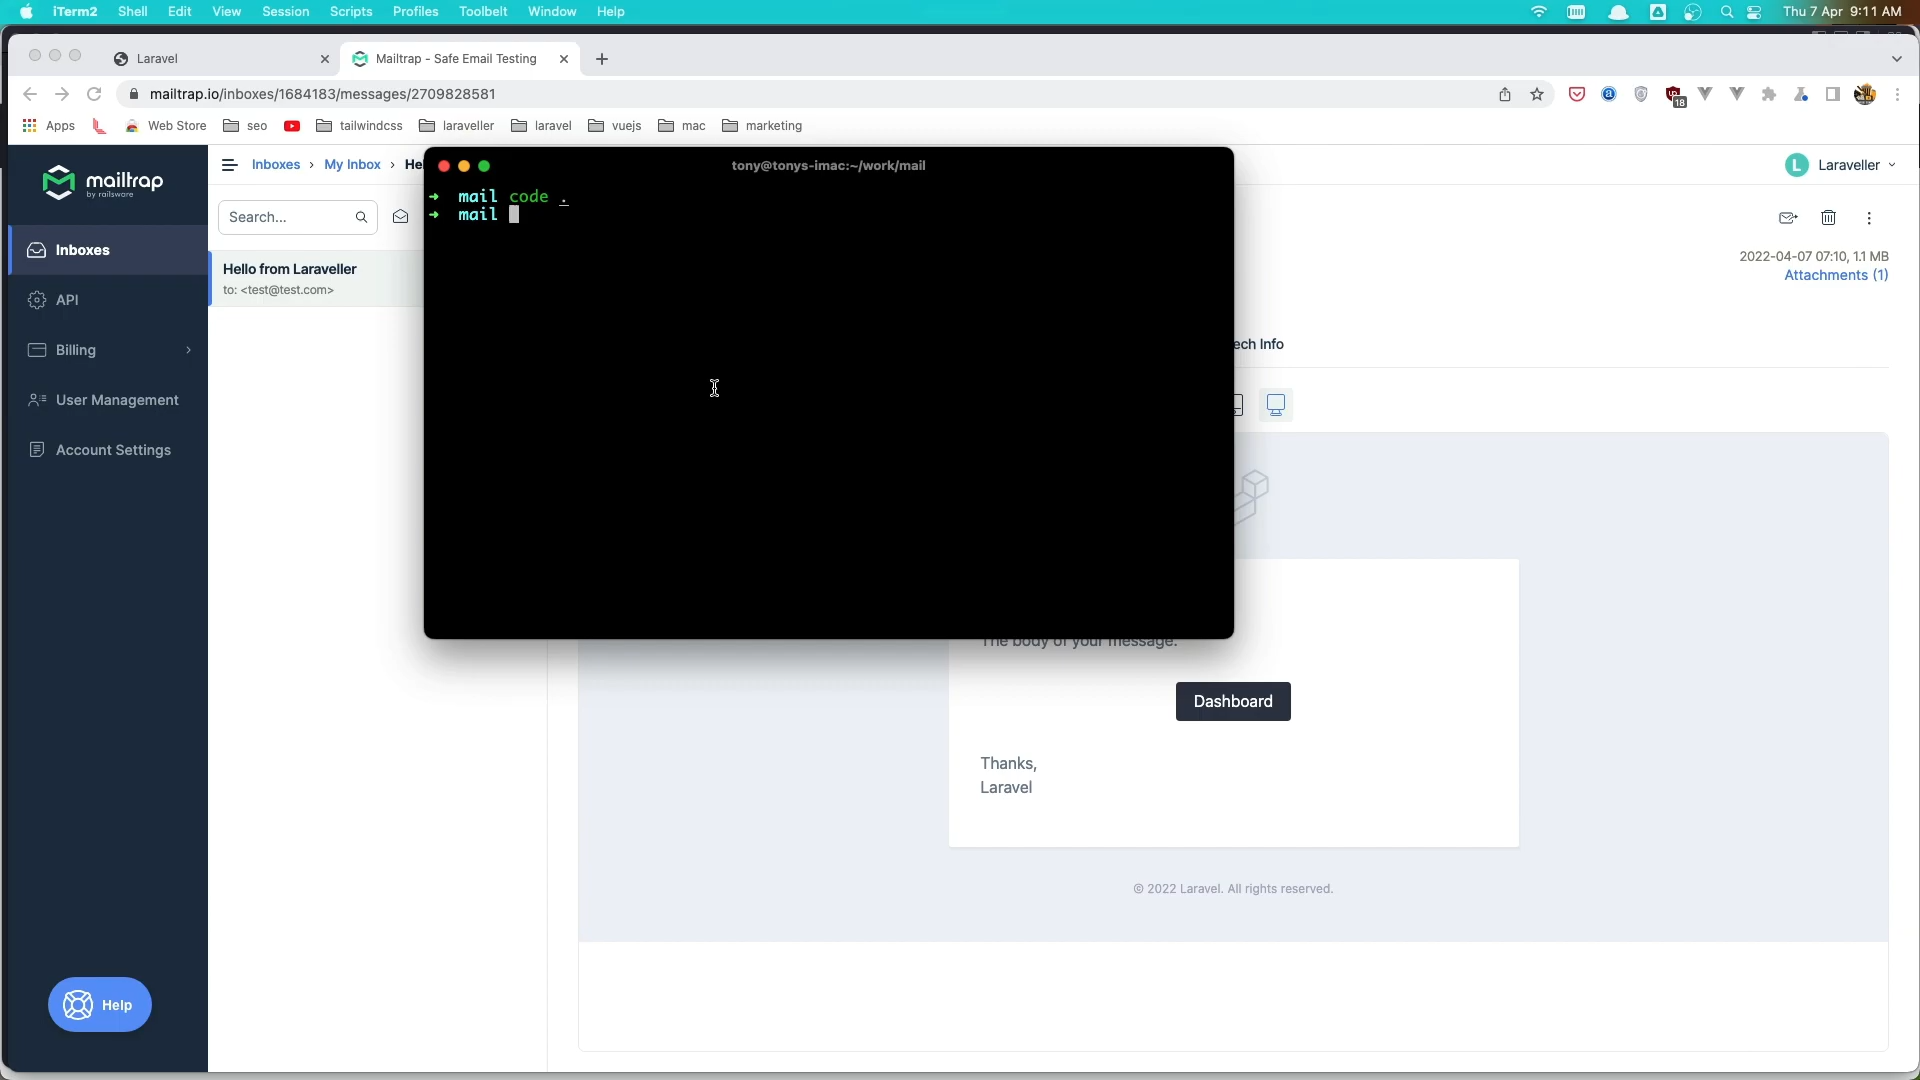 iTerm2 Shell Edit View Session Scripts Profiles Toolbelt Window Help Thu 7 Apr 9:11 AM
Laravel Mailtrap - Safe Email Testing
mailtrap.io/inboxes/1684183/messages/2709828581 18
Apps Web Store seo tailwindcss laraveller laravel vuejs mac marketing
mailtrap
by railsware
Inboxes › My Inbox › Hel
L Laraveller
tony@tonys-imac:~/work/mail
➜ mail code .
➜ mail
Search...
Inboxes
API
Billing
User Management
Account Settings
Help
Hello from Laraveller
to: <test@test.com>
2022-04-07 07:10, 1.1 MB
Attachments (1)
ech Info
The body of your message.
Dashboard
Thanks,
Laravel
© 2022 Laravel. All rights reserved.